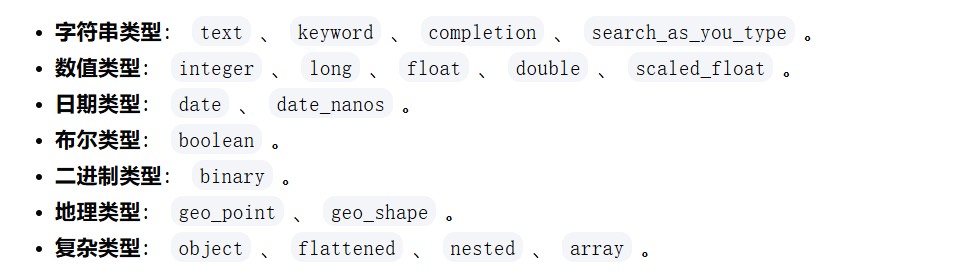 • 字符串类型: text 、 keyword 、 completion 、 search_as_you_type 。
• 数值类型: integer 、 long 、 float 、 double 、 scaled_float 。
• 日期类型: date 、 date_nanos 。
• 布尔类型: boolean 。
• 二进制类型: binary 。
• 地理类型: geo_point 、 geo_shape 。
• 复杂类型: object 、 flattened 、 nested 、 array 。